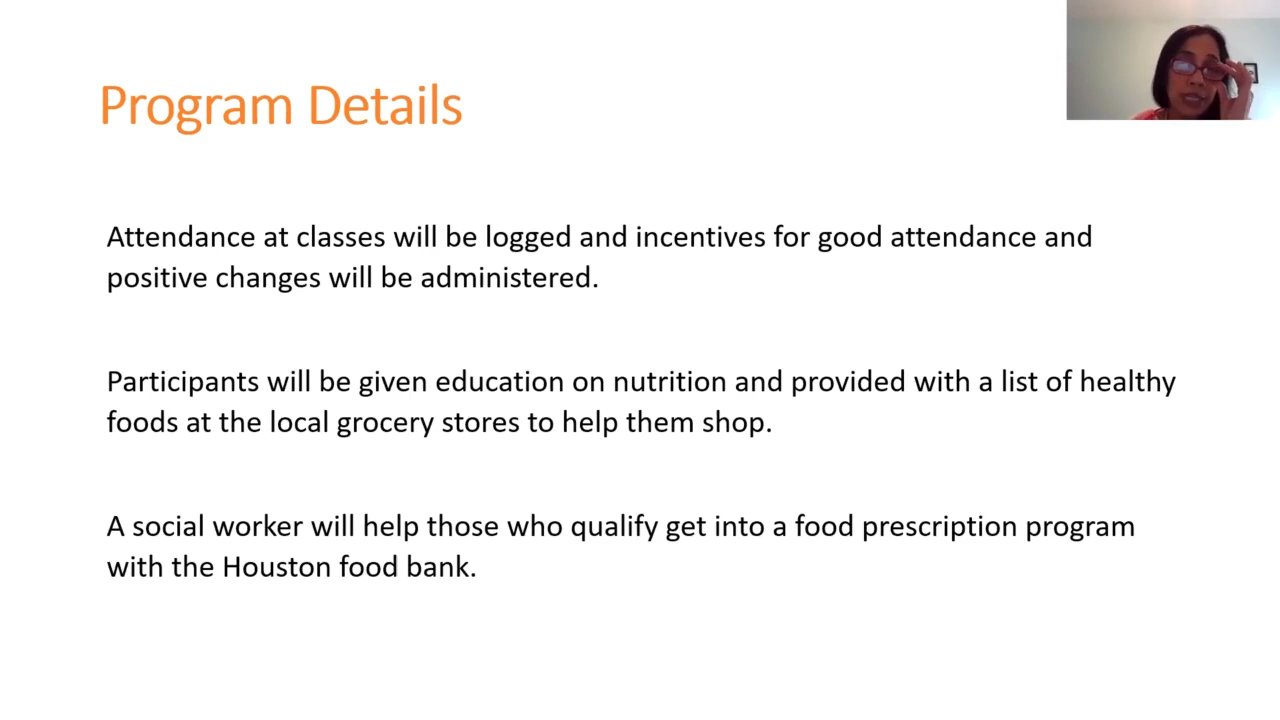 Program Details
Attendance at classes will be logged and incentives for good attendance and
positive changes will be administered.
Participants will be given education on nutrition and provided with a list of healthy
foods at the local grocery stores to help them shop.
A social worker will help those who qualify get into a food prescription program
with the Houston food bank.